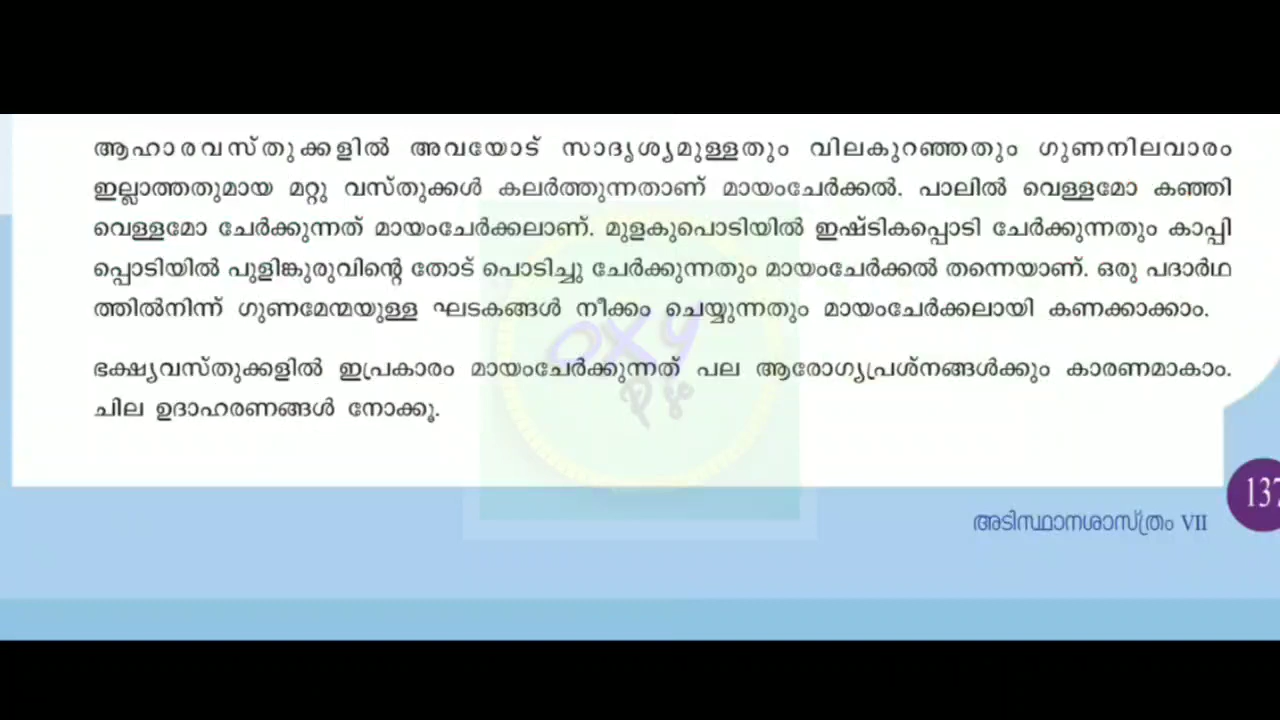 ആഹാരവസ്തുക്കളിൽ അവയോട് സാദൃശ്യമുള്ളതും വിലകുറഞ്ഞതും ഗുണനിലവാരം
ഇല്ലാത്തതുമായ മറ്റു വസ്തുക്കൾ കലർത്തുന്നതാണ് മായംചേർക്കൽ. പാലിൽ വെള്ളമോ കഞ്ഞി
വെള്ളമോ ചേർക്കുന്നത് മായംചേർക്കലാണ്. മുളകുപൊടിയിൽ ഇഷ്ടികപ്പൊടി ചേർക്കുന്നതും കാപ്പി
പ്പൊടിയിൽ പുളിങ്കുരുവിന്റെ തോട് പൊടിച്ചു ചേർക്കുന്നതും മായംചേർക്കൽ തന്നെയാണ്. ഒരു പദാർഥ
ത്തിൽനിന്ന് ഗുണമേന്മയുള്ള ഘടകങ്ങൾ നീക്കം ചെയ്യുന്നതും മായംചേർക്കലായി കണക്കാക്കാം.
ഭക്ഷ്യവസ്തുക്കളിൽ ഇപ്രകാരം മായംചേർക്കുന്നത് പല ആരോഗ്യപ്രശ്നങ്ങൾക്കും കാരണമാകാം.
ചില ഉദാഹരണങ്ങൾ നോക്കൂ.
oxy
137
അടിസ്ഥാനശാസ്ത്രം VII